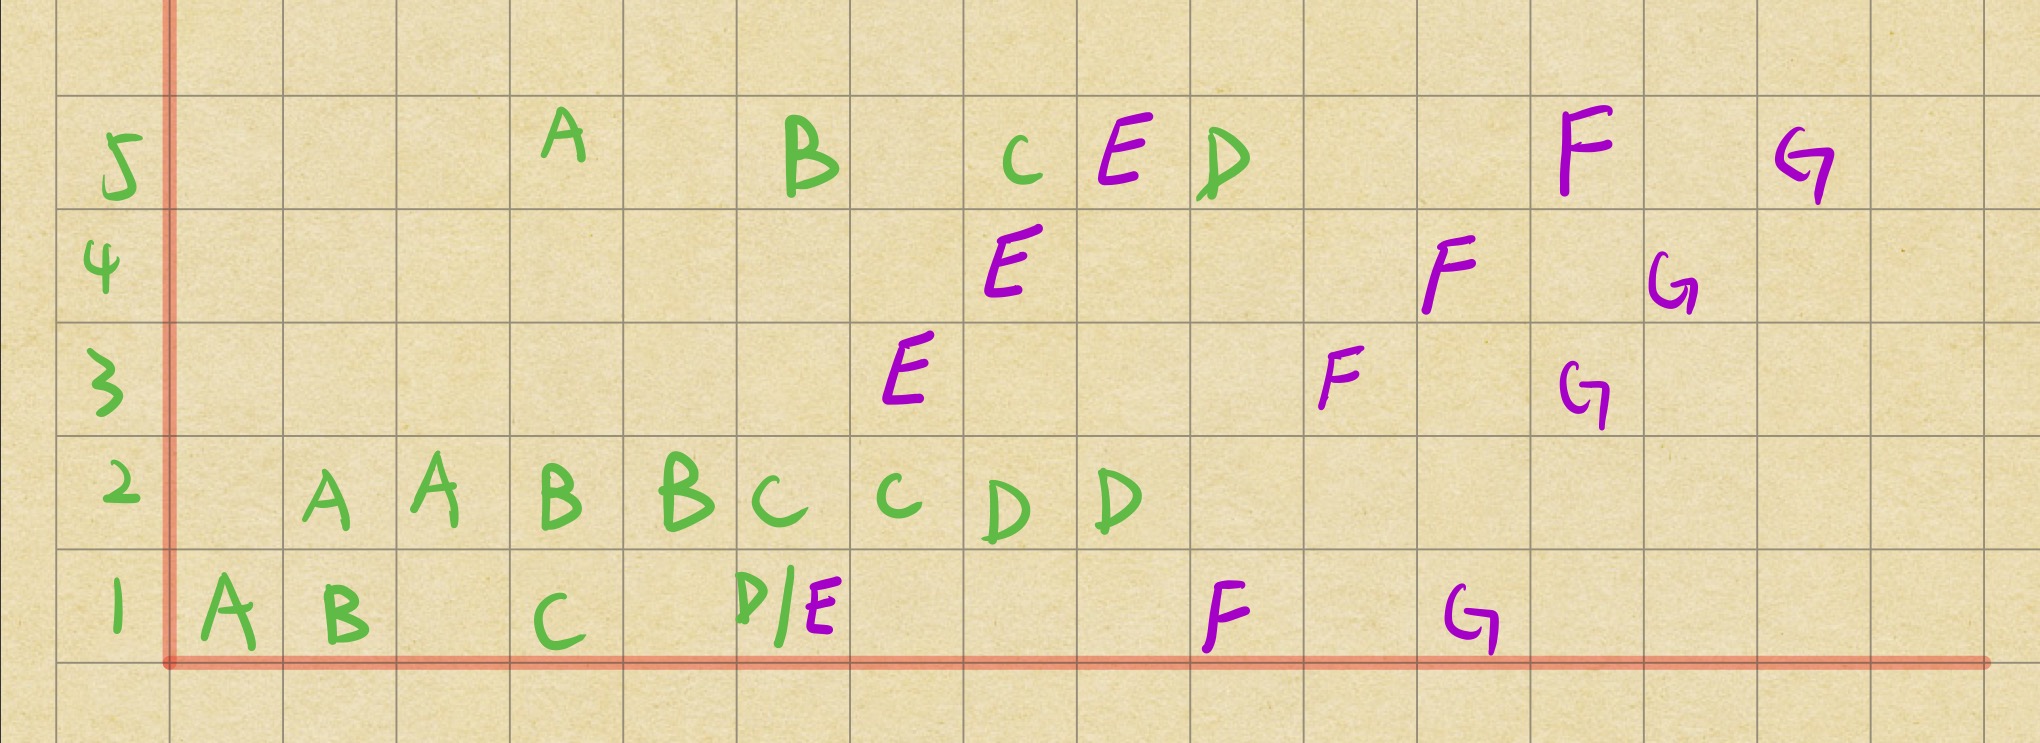 5 A B C E D F G
4 E F G
3 E F G
2 A A B B C C D D
1 A B C D/E F G